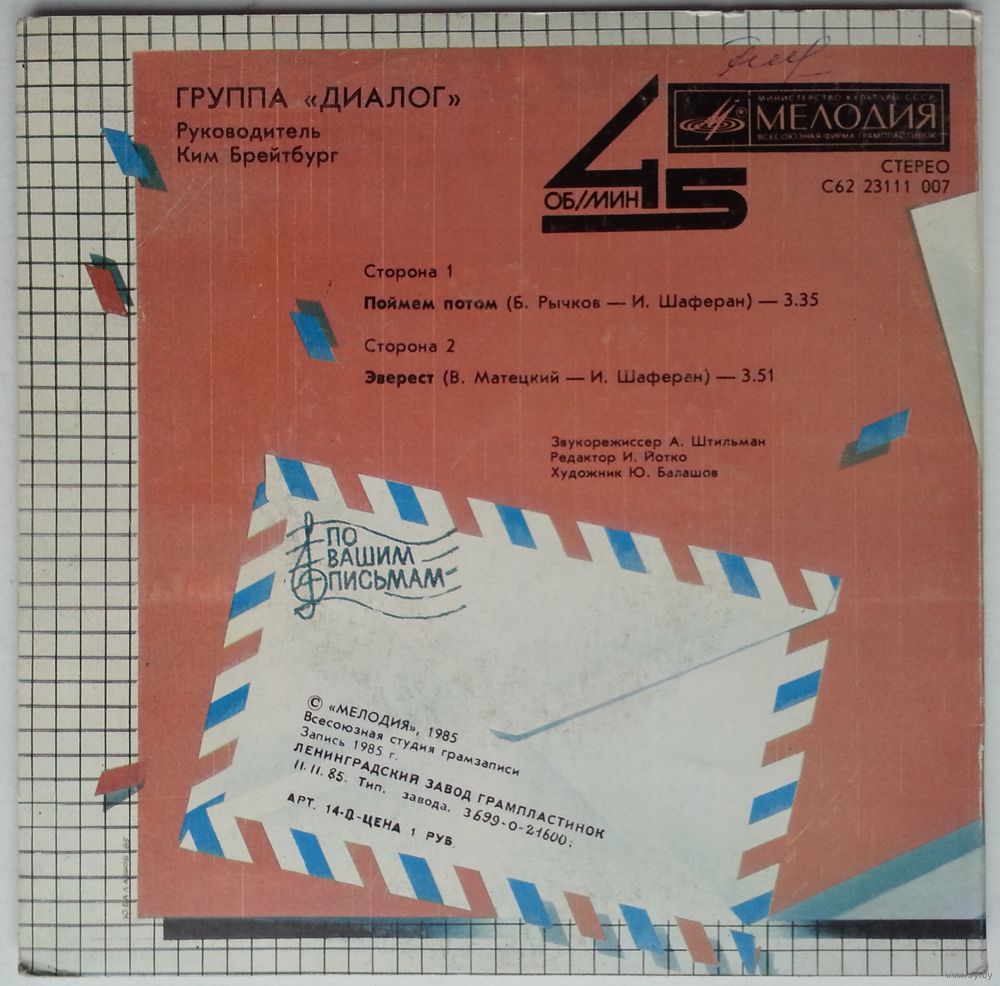 ГРУППА «ДИАЛОГ»
Руководитель
Ким Брейтбург
45
ОБ/МИН
МИНИСТЕРСТВО КУЛЬТУРЫ СССР
МЕЛОДИЯ
ВСЕСОЮЗНАЯ ФИРМА ГРАМПЛАСТИНОК
СТЕРЕО
С62 23111 007
Сторона 1
Поймем потом (Б. Рычков — И. Шаферан) — 3.35
Сторона 2
Эверест (В. Матецкий — И. Шаферан) — 3.51
Звукорежиссер А. Штильман
Редактор И. Йотко
Художник Ю. Балашов
ПО
ВАШИМ
ПИСЬМАМ
© «МЕЛОДИЯ», 1985
Всесоюзная студия грамзаписи
Запись 1985 г.
ЛЕНИНГРАДСКИЙ ЗАВОД ГРАМПЛАСТИНОК
11.11.85. Тип. завода. 3699-0-21600;
АРТ. 14-Д-ЦЕНА 1 РУБ.